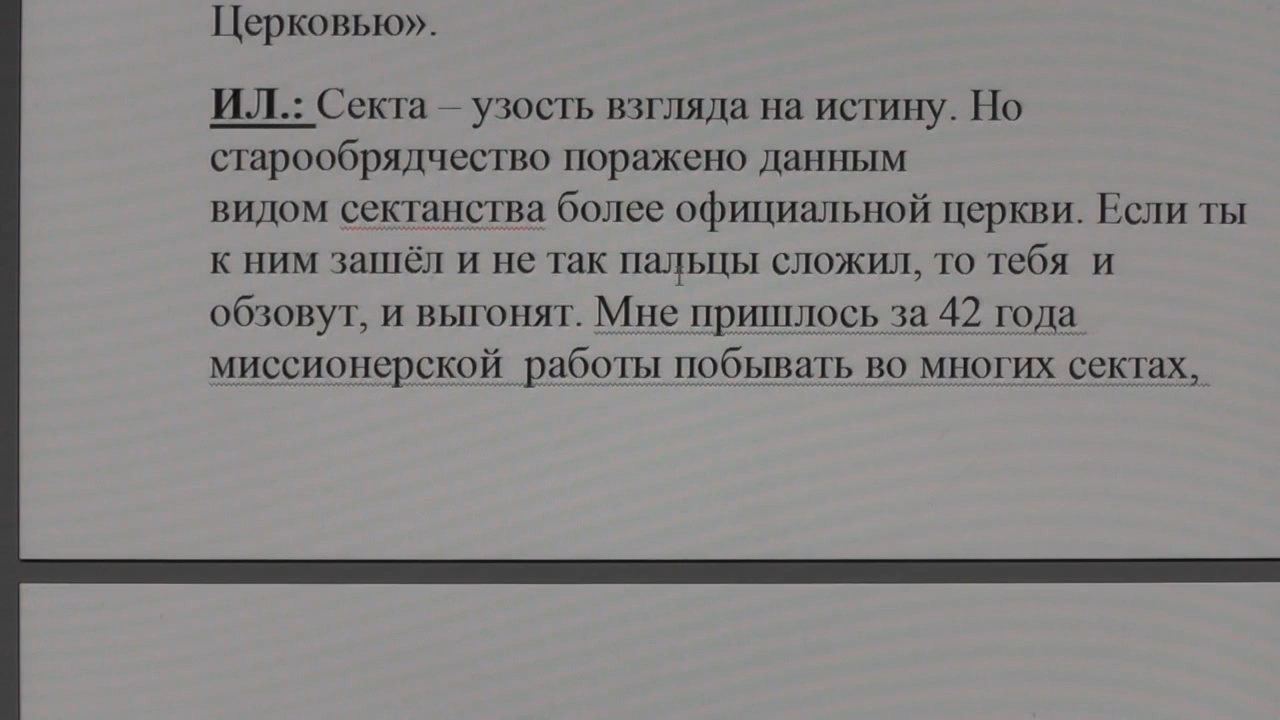 Церковью».
ИЛ.: Секта – узость взгляда на истину. Но
старообрядчество поражено данным
видом сектанства более официальной церкви. Если ты
к ним зашёл и не так пальцы сложил, то тебя  и
обзовут, и выгонят. Мне пришлось за 42 года
миссионерской  работы побывать во многих сектах,